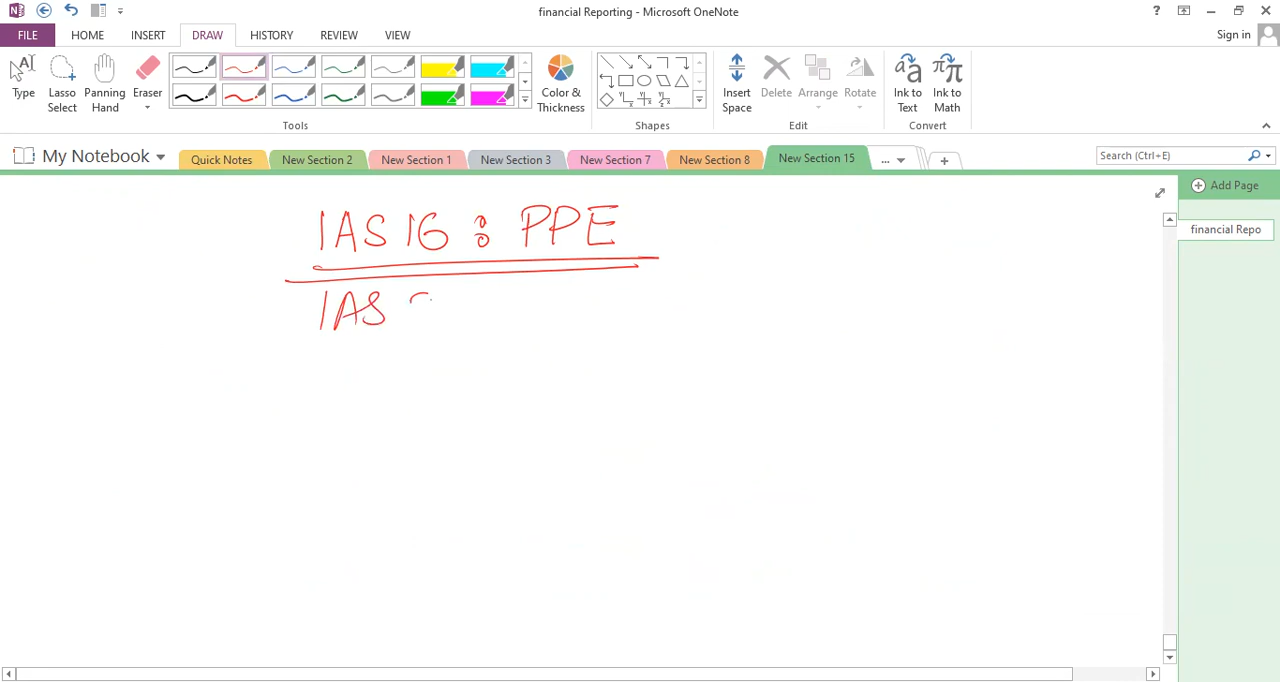 financial Reporting - Microsoft OneNote
?
FILE HOME INSERT DRAW HISTORY REVIEW VIEW Sign in
Type Lasso Select Panning Hand Eraser Color & Thickness Insert Space Delete Arrange Rotate Ink to Text Ink to Math
Tools Shapes Edit Convert
My Notebook Quick Notes New Section 2 New Section 1 New Section 3 New Section 7 New Section 8 New Section 15 ... Search (Ctrl+E)
Add Page
financial Repo
IAS 16 : PPE
IAS